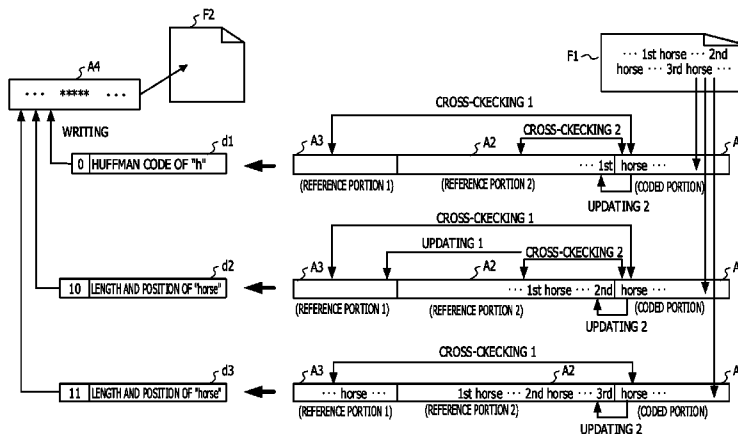 F2
F1
··· 1st horse ··· 2nd
horse ··· 3rd horse ···
A4
··· ***** ···
WRITING
CROSS-CKECKING 1
CROSS-CKECKING 2
d1
A3
A2
A
0 HUFFMAN CODE OF "h"
··· 1st horse ···
(REFERENCE PORTION 1) (REFERENCE PORTION 2) (CODED PORTION)
UPDATING 2
CROSS-CKECKING 1
UPDATING 1
CROSS-CKECKING 2
d2
A3
A2
A
10 LENGTH AND POSITION OF "horse"
··· 1st horse ··· 2nd horse ···
(REFERENCE PORTION 1) (REFERENCE PORTION 2) (CODED PORTION)
UPDATING 2
CROSS-CKECKING 1
d3
A3
A2
A
11 LENGTH AND POSITION OF "horse"
··· horse ··· 1st horse ··· 2nd horse ··· 3rd horse ···
(REFERENCE PORTION 1) (REFERENCE PORTION 2) (CODED PORTION)
UPDATING 2